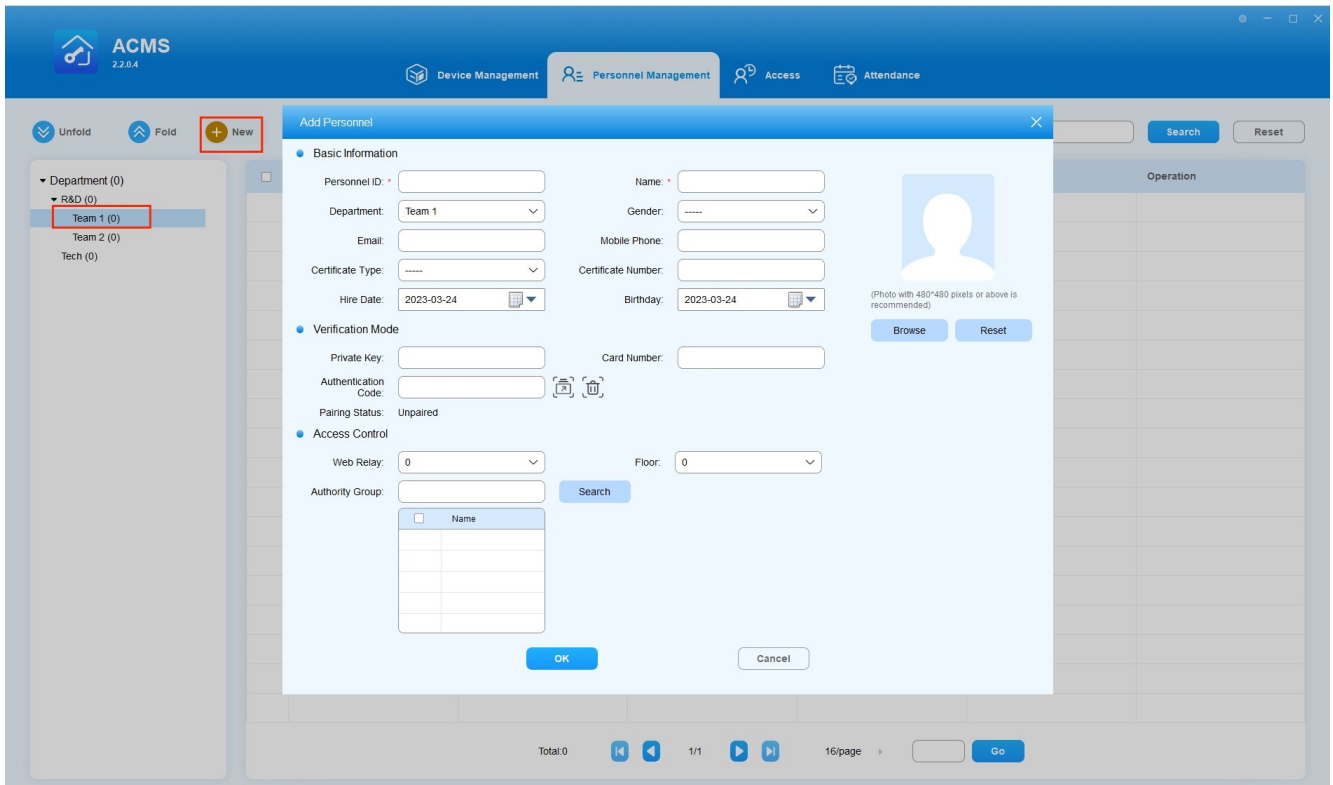 ACMS
2.2.0.4
Device Management
Personnel Management
Access
Attendance
Unfold
Fold
New
Search
Reset
Department (0)
R&D (0)
Team 1 (0)
Team 2 (0)
Tech (0)
Operation
Add Personnel
Basic Information
Personnel ID: *
Name: *
Department: Team 1
Gender: -----
Email:
Mobile Phone:
Certificate Type: -----
Certificate Number:
Hire Date: 2023-03-24
Birthday: 2023-03-24
(Photo with 480*480 pixels or above is
recommended)
Browse
Reset
Verification Mode
Private Key:
Card Number:
Authentication
Code:
Pairing Status: Unpaired
Access Control
Web Relay: 0
Floor: 0
Authority Group:
Search
Name
OK
Cancel
Total:0
1/1
16/page
Go